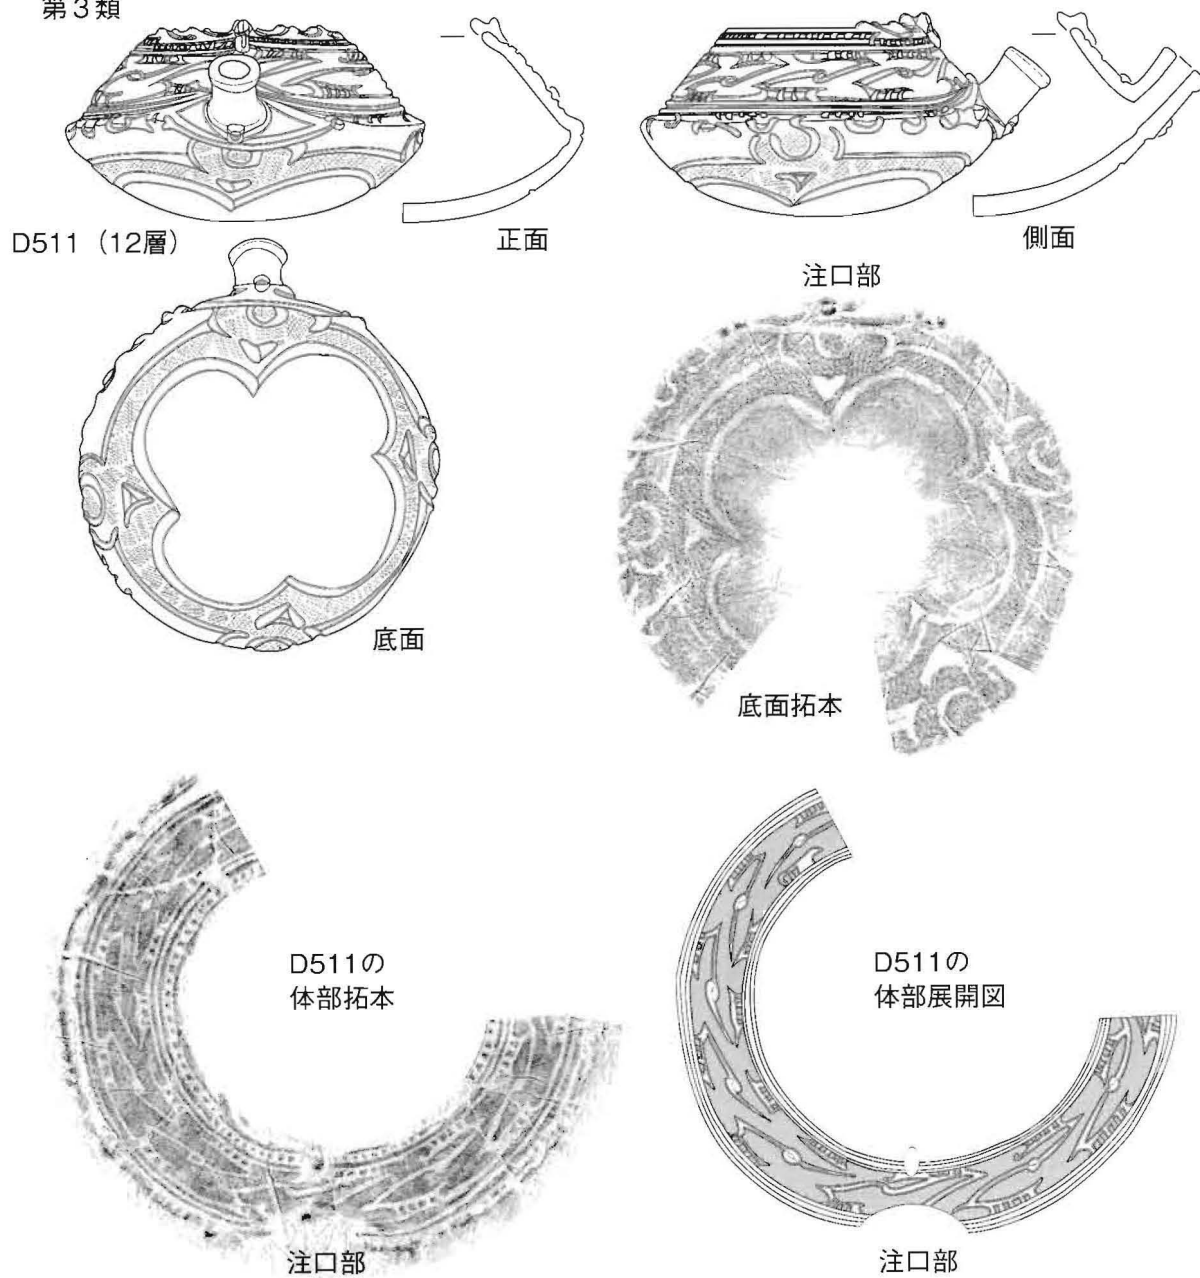 第3類
D511（12層）
正面
側面
注口部
底面
底面拓本
D511の
体部拓本
D511の
体部展開図
注口部
注口部